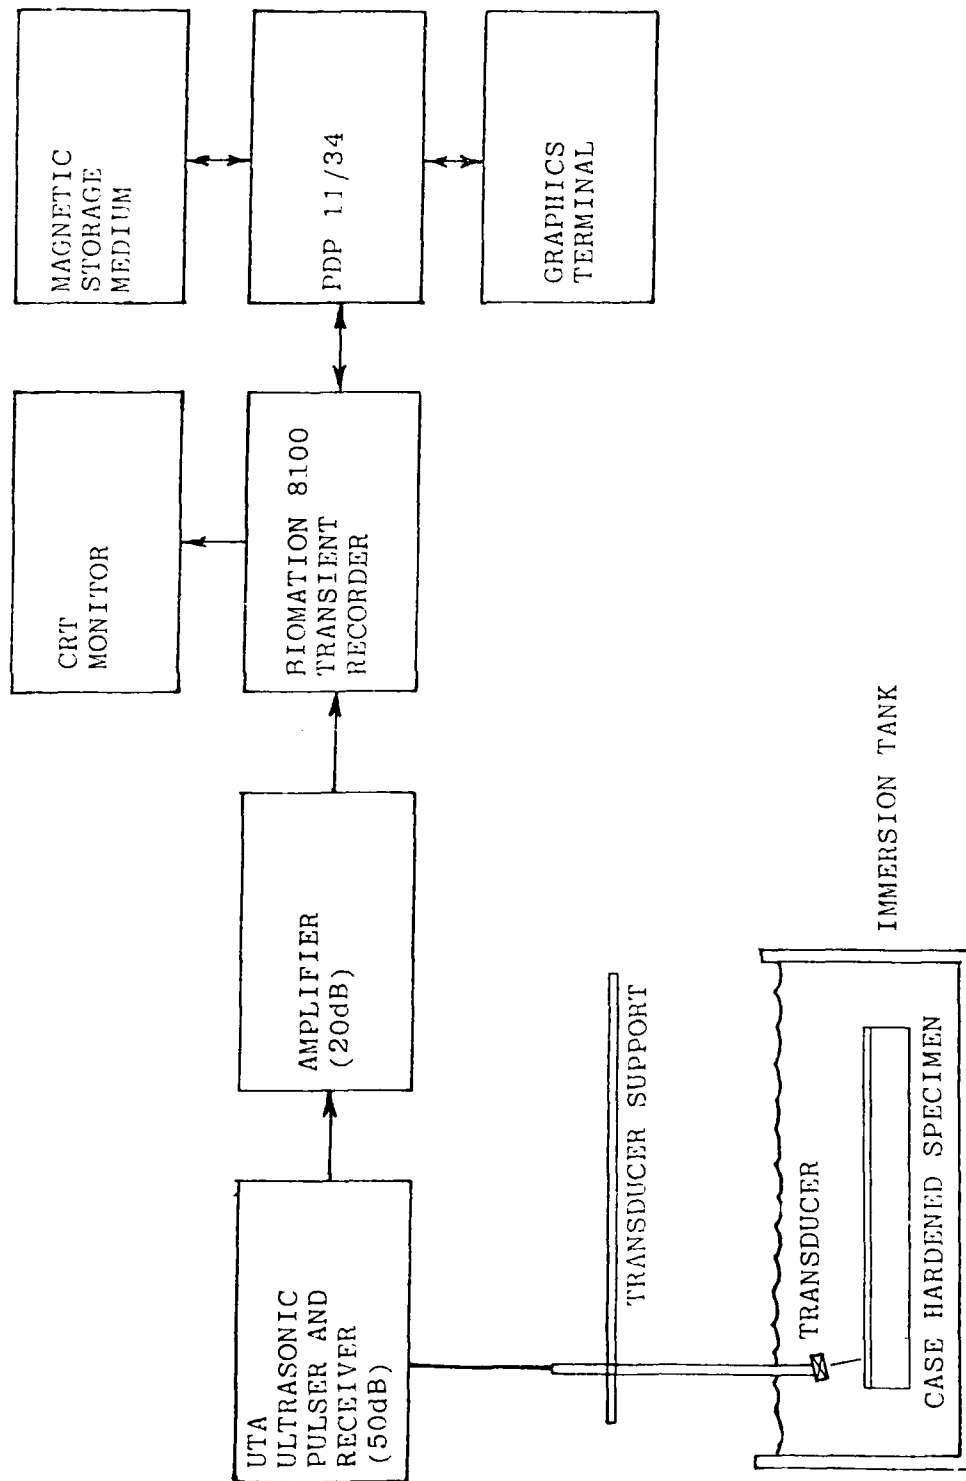 UTA
ULTRASONIC
PULSER AND
RECEIVER
(50dB)
AMPLIFIER
(20dB)
BIOMATION 8100
TRANSIENT
RECORDER
CRT
MONITOR
MAGNETIC
STORAGE
MEDIUM
PDP 11/34
GRAPHICS
TERMINAL
TRANSDUCER SUPPORT
TRANSDUCER
CASE HARDENED SPECIMEN
IMMERSION TANK